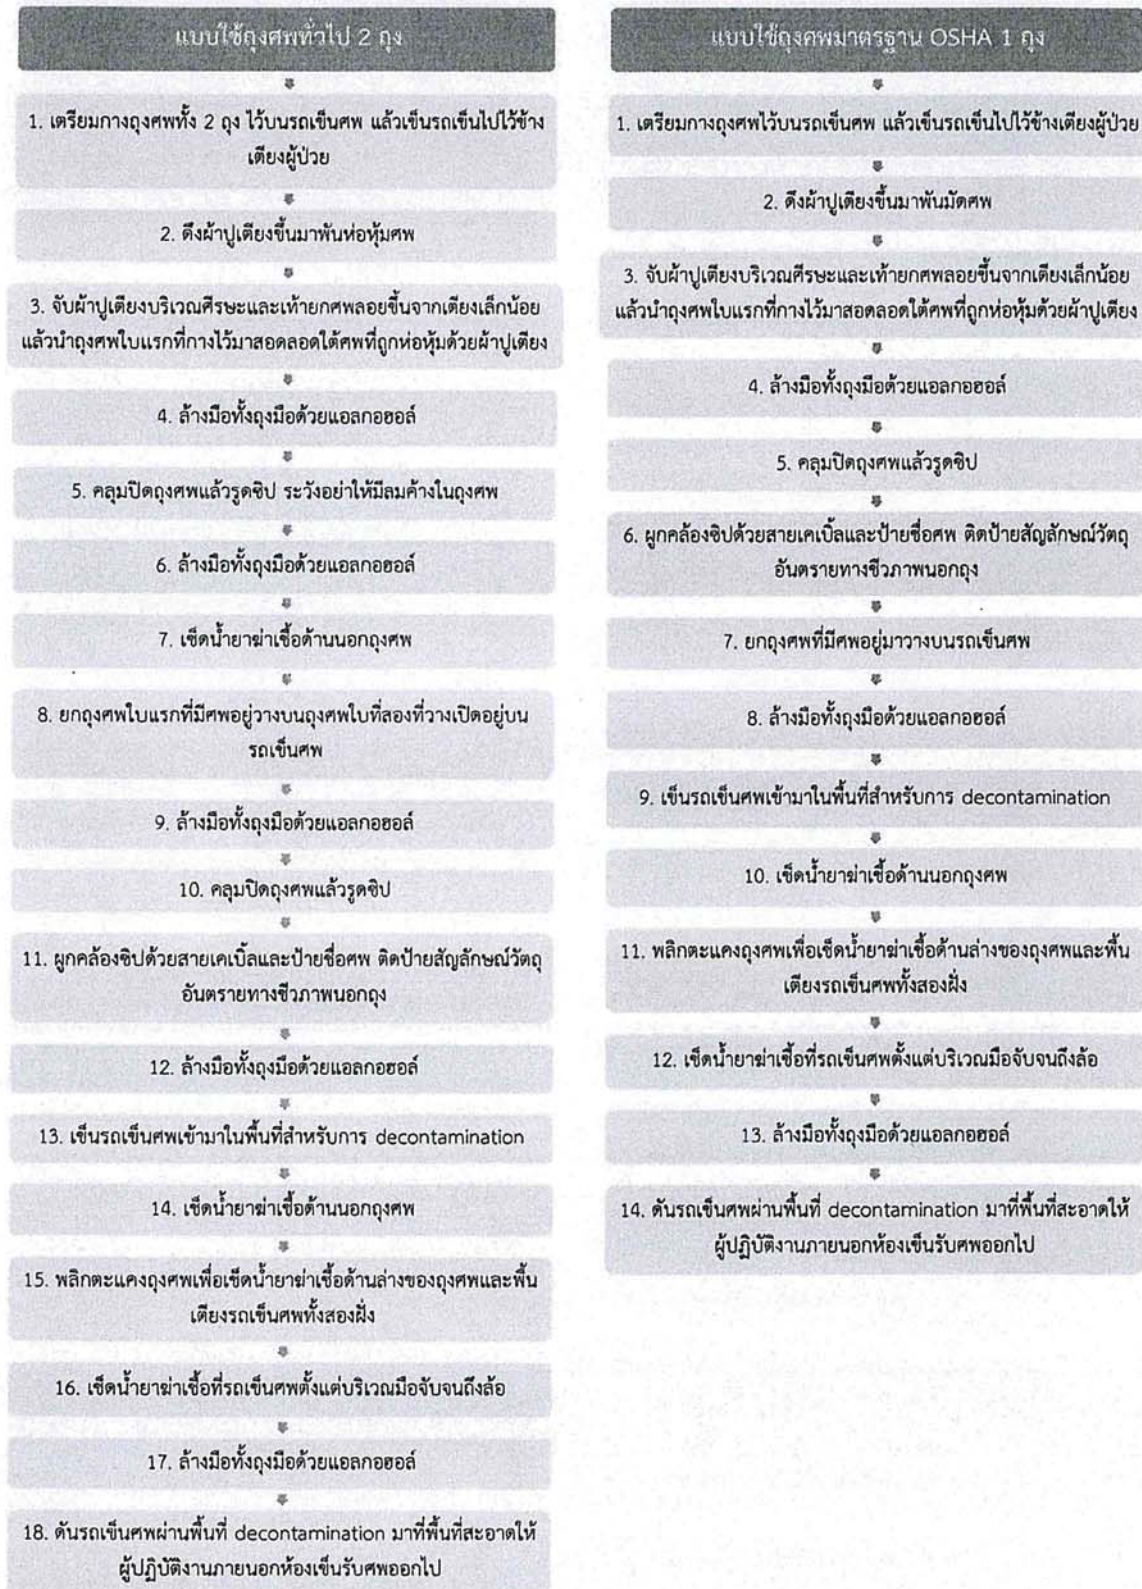 แบบใช้ถุงศพทั่วไป 2 ถุง
1. เตรียมกางถุงศพทั้ง 2 ถุง ไว้บนรถเข็นศพ แล้วเข็นรถเข็นไปไว้ข้าง
เตียงผู้ป่วย
2. ดึงผ้าปูเตียงขึ้นมาพันห่อหุ้มศพ
3. จับผ้าปูเตียงบริเวณศีรษะและเท้ายกศพลอยขึ้นจากเตียงเล็กน้อย
แล้วนำถุงศพใบแรกที่กางไว้มาสอดลอดใต้ศพที่ถูกห่อหุ้มด้วยผ้าปูเตียง
4. ล้างมือทั้งถุงมือด้วยแอลกอฮอล์
5. คลุมปิดถุงศพแล้วรูดซิป ระวังอย่าให้มีลมค้างในถุงศพ
6. ล้างมือทั้งถุงมือด้วยแอลกอฮอล์
7. เช็ดน้ำยาฆ่าเชื้อด้านนอกถุงศพ
8. ยกถุงศพใบแรกที่มีศพอยู่วางบนถุงศพใบที่สองที่วางเปิดอยู่บน
รถเข็นศพ
9. ล้างมือทั้งถุงมือด้วยแอลกอฮอล์
10. คลุมปิดถุงศพแล้วรูดซิป
11. ผูกคล้องซิปด้วยสายเคเบิ้ลและป้ายชื่อศพ ติดป้ายสัญลักษณ์วัตถุ
อันตรายทางชีวภาพนอกถุง
12. ล้างมือทั้งถุงมือด้วยแอลกอฮอล์
13. เข็นรถเข็นศพเข้ามาในพื้นที่สำหรับการ decontamination
14. เช็ดน้ำยาฆ่าเชื้อด้านนอกถุงศพ
15. พลิกตะแคงถุงศพเพื่อเช็ดน้ำยาฆ่าเชื้อด้านล่างของถุงศพและพื้น
เตียงรถเข็นศพทั้งสองฝั่ง
16. เช็ดน้ำยาฆ่าเชื้อที่รถเข็นศพตั้งแต่บริเวณมือจับจนถึงล้อ
17. ล้างมือทั้งถุงมือด้วยแอลกอฮอล์
18. ดันรถเข็นศพผ่านพื้นที่ decontamination มาที่พื้นที่สะอาดให้
ผู้ปฏิบัติงานภายนอกห้องเข็นรับศพออกไป
แบบใช้ถุงศพมาตรฐาน OSHA 1 ถุง
1. เตรียมกางถุงศพไว้บนรถเข็นศพ แล้วเข็นรถเข็นไปไว้ข้างเตียงผู้ป่วย
2. ดึงผ้าปูเตียงขึ้นมาพันมัดศพ
3. จับผ้าปูเตียงบริเวณศีรษะและเท้ายกศพลอยขึ้นจากเตียงเล็กน้อย
แล้วนำถุงศพใบแรกที่กางไว้มาสอดลอดใต้ศพที่ถูกห่อหุ้มด้วยผ้าปูเตียง
4. ล้างมือทั้งถุงมือด้วยแอลกอฮอล์
5. คลุมปิดถุงศพแล้วรูดซิป
6. ผูกคล้องซิปด้วยสายเคเบิ้ลและป้ายชื่อศพ ติดป้ายสัญลักษณ์วัตถุ
อันตรายทางชีวภาพนอกถุง
7. ยกถุงศพที่มีศพอยู่มาวางบนรถเข็นศพ
8. ล้างมือทั้งถุงมือด้วยแอลกอฮอล์
9. เข็นรถเข็นศพเข้ามาในพื้นที่สำหรับการ decontamination
10. เช็ดน้ำยาฆ่าเชื้อด้านนอกถุงศพ
11. พลิกตะแคงถุงศพเพื่อเช็ดน้ำยาฆ่าเชื้อด้านล่างของถุงศพและพื้น
เตียงรถเข็นศพทั้งสองฝั่ง
12. เช็ดน้ำยาฆ่าเชื้อที่รถเข็นศพตั้งแต่บริเวณมือจับจนถึงล้อ
13. ล้างมือทั้งถุงมือด้วยแอลกอฮอล์
14. ดันรถเข็นศพผ่านพื้นที่ decontamination มาที่พื้นที่สะอาดให้
ผู้ปฏิบัติงานภายนอกห้องเข็นรับศพออกไป